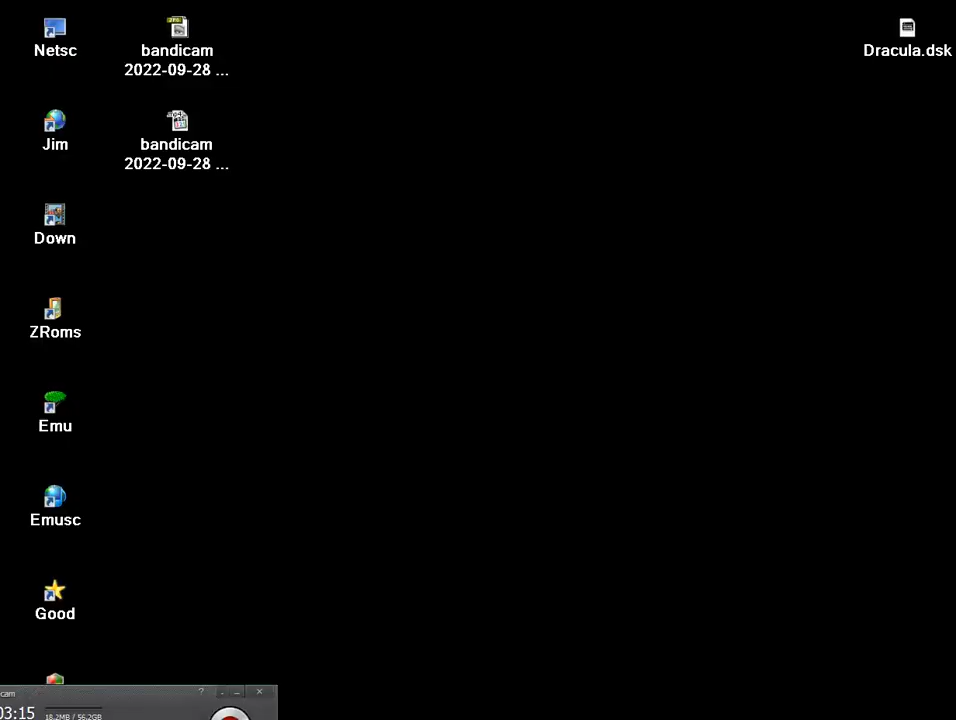 Netsc
bandicam
2022-09-28 ...
Dracula.dsk
Jim
bandicam
2022-09-28 ...
Down
ZRoms
Emu
Emusc
Good
cam
03:15
18.2MB / 56.2GB